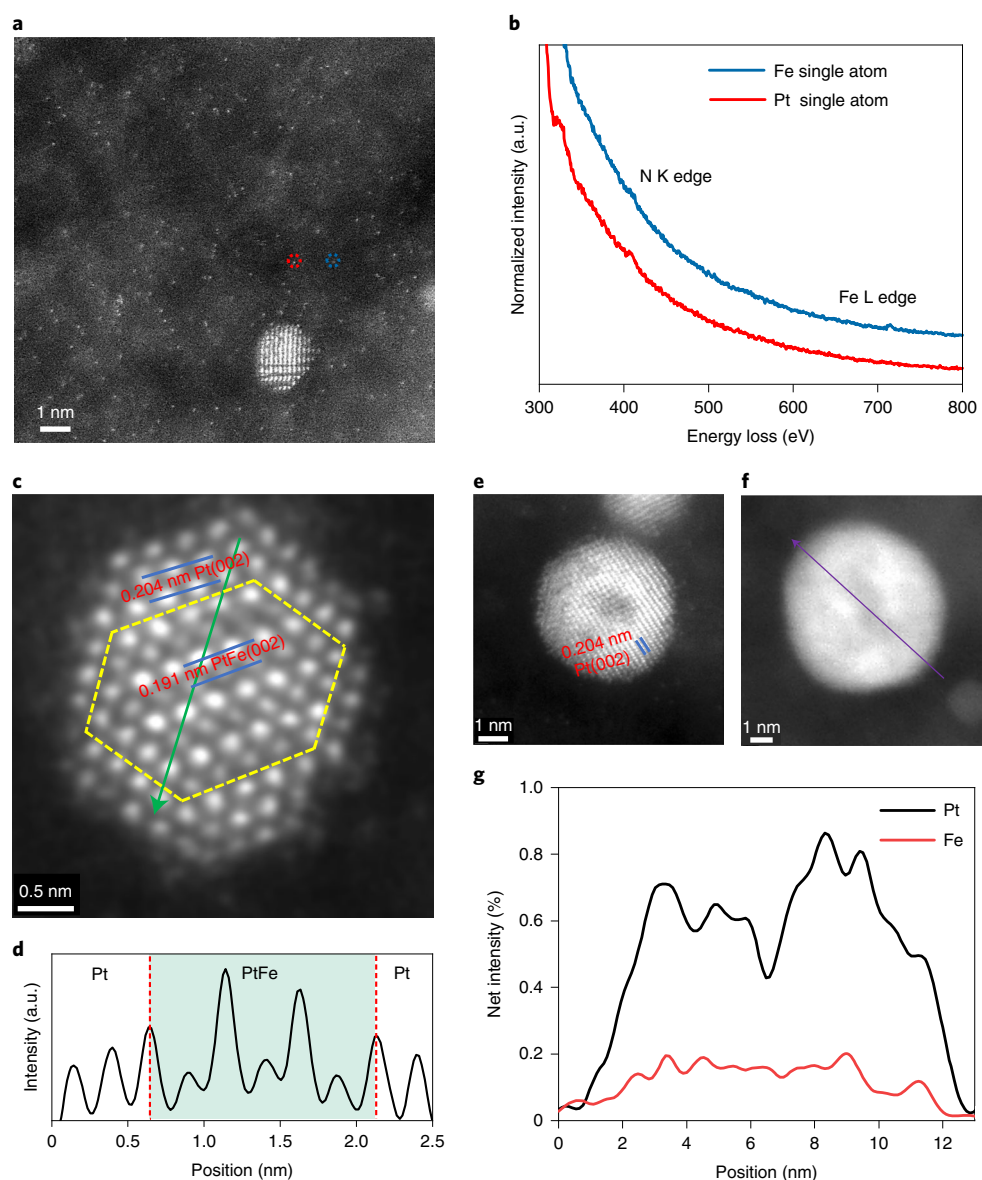 a
1 nm
b
Normalized intensity (a.u.)
Fe single atom
Pt single atom
N K edge
Fe L edge
300
400
500
600
700
800
Energy loss (eV)
c
0.204 nm Pt(002)
0.191 nm PtFe(002)
0.5 nm
d
Intensity (a.u.)
Pt
PtFe
Pt
0
0.5
1.0
1.5
2.0
2.5
Position (nm)
e
0.204 nm
Pt(002)
1 nm
f
1 nm
g
Net intensity (%)
1.0
0.8
0.6
0.4
0.2
0
Pt
Fe
0
2
4
6
8
10
12
Position (nm)